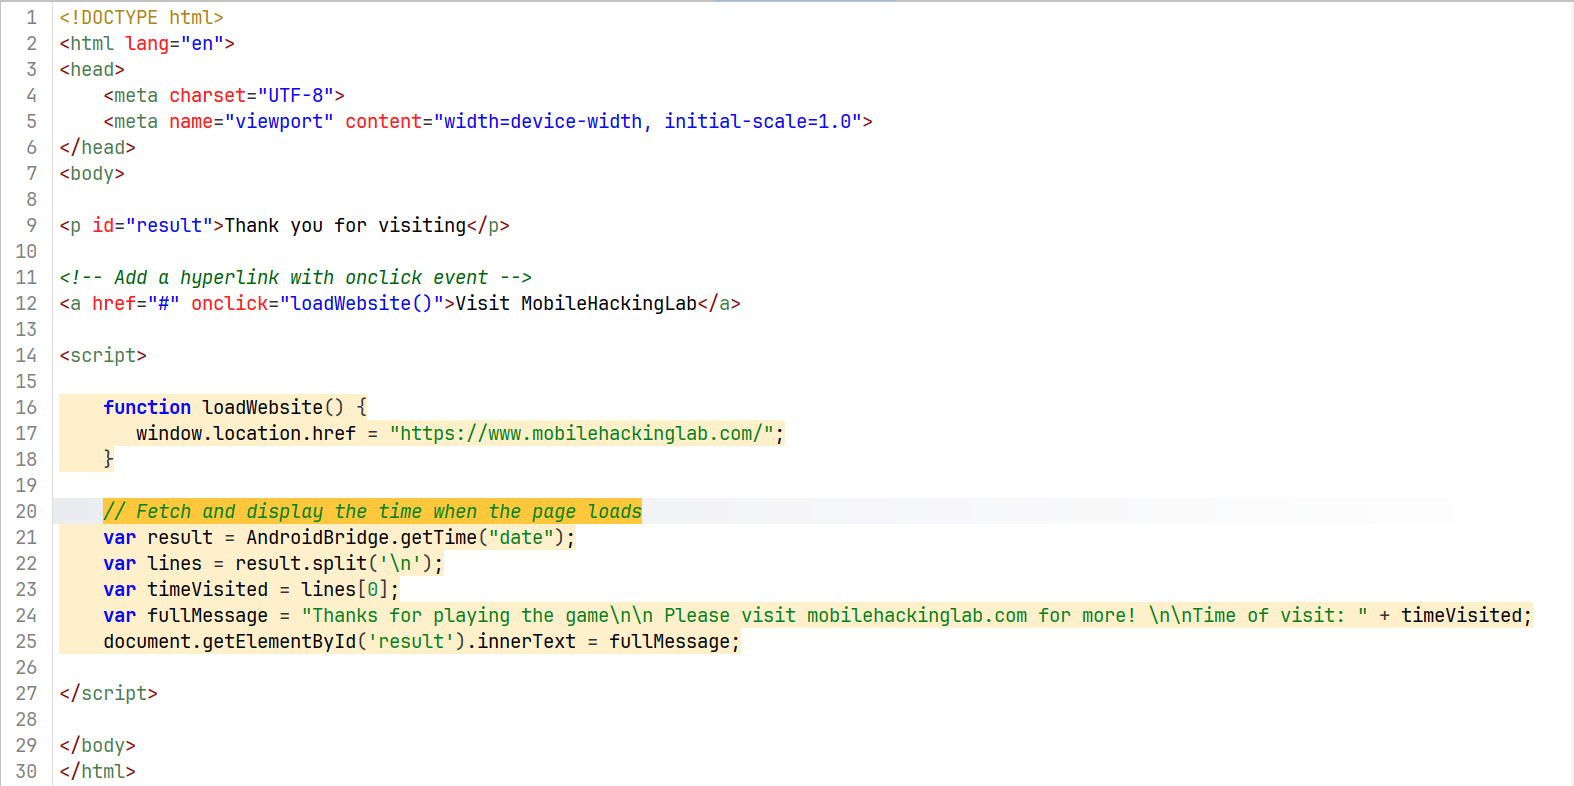 1 <!DOCTYPE html>
2 <html lang="en">
3 <head>
4     <meta charset="UTF-8">
5     <meta name="viewport" content="width=device-width, initial-scale=1.0">
6 </head>
7 <body>
8
9 <p id="result">Thank you for visiting</p>
10
11 <!-- Add a hyperlink with onclick event -->
12 <a href="#" onclick="loadWebsite()">Visit MobileHackingLab</a>
13
14 <script>
15
16     function loadWebsite() {
17        window.location.href = "https://www.mobilehackinglab.com/";
18     }
19
20     // Fetch and display the time when the page loads
21     var result = AndroidBridge.getTime("date");
22     var lines = result.split('\n');
23     var timeVisited = lines[0];
24     var fullMessage = "Thanks for playing the game\n\n Please visit mobilehackinglab.com for more! \n\nTime of visit: " + timeVisited;
25     document.getElementById('result').innerText = fullMessage;
26
27 </script>
28
29 </body>
30 </html>